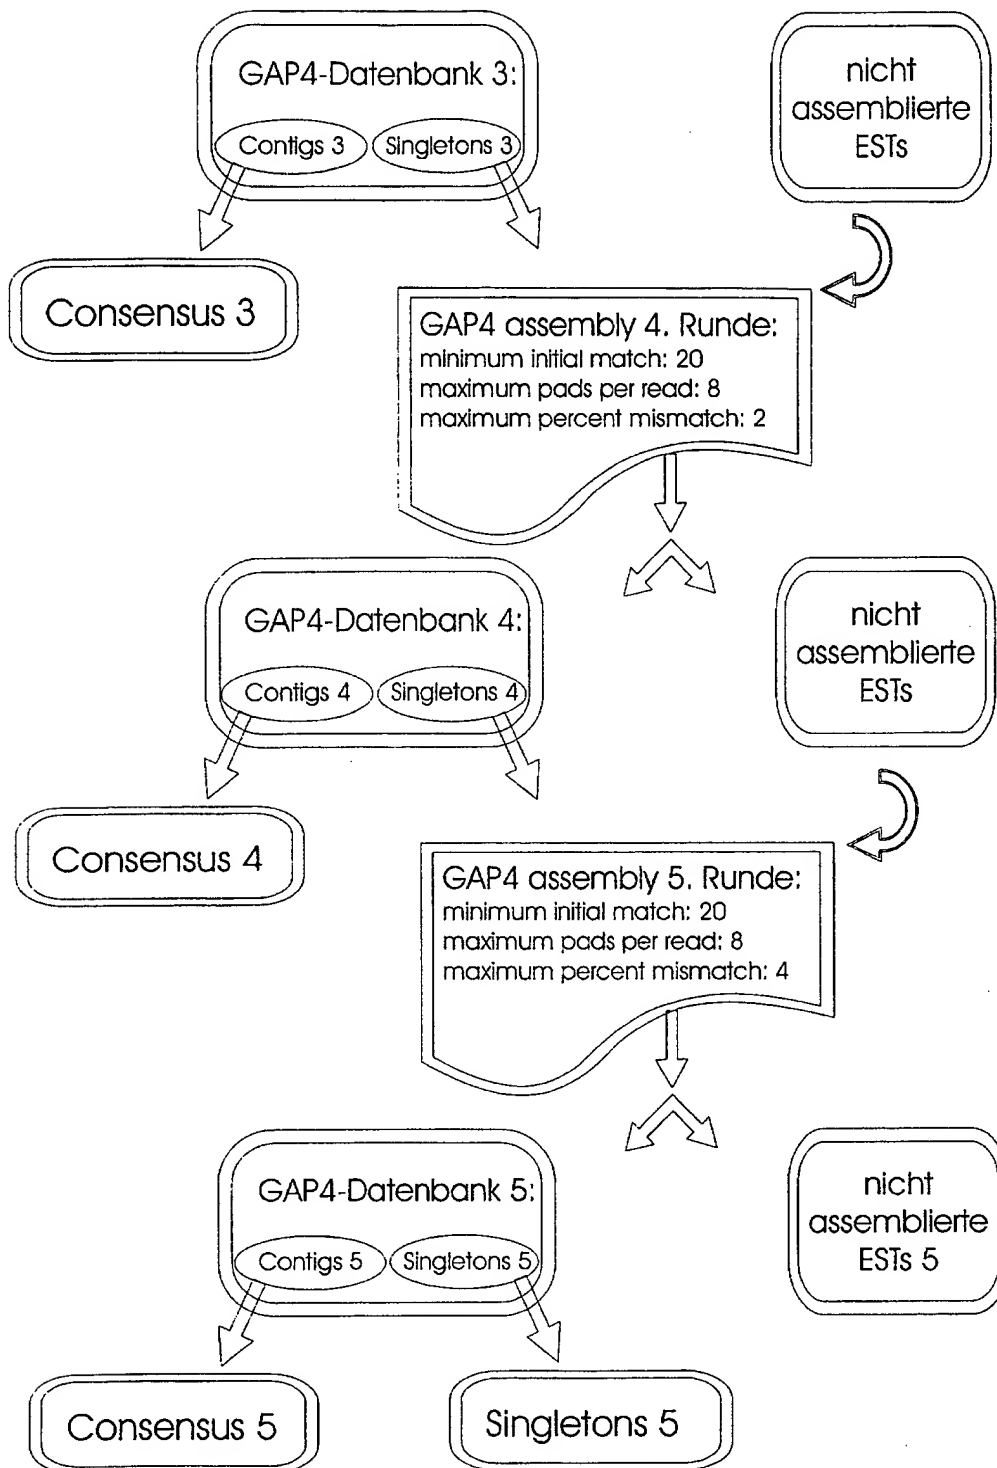 GAP4-Datenbank 3:
Contigs 3
Singletons 3
nicht
assemblierte
ESTs
Consensus 3
GAP4 assembly 4. Runde:
minimum initial match: 20
maximum pads per read: 8
maximum percent mismatch: 2
GAP4-Datenbank 4:
Contigs 4
Singletons 4
nicht
assemblierte
ESTs
Consensus 4
GAP4 assembly 5. Runde:
minimum initial match: 20
maximum pads per read: 8
maximum percent mismatch: 4
GAP4-Datenbank 5:
Contigs 5
Singletons 5
nicht
assemblierte
ESTs 5
Consensus 5
Singletons 5